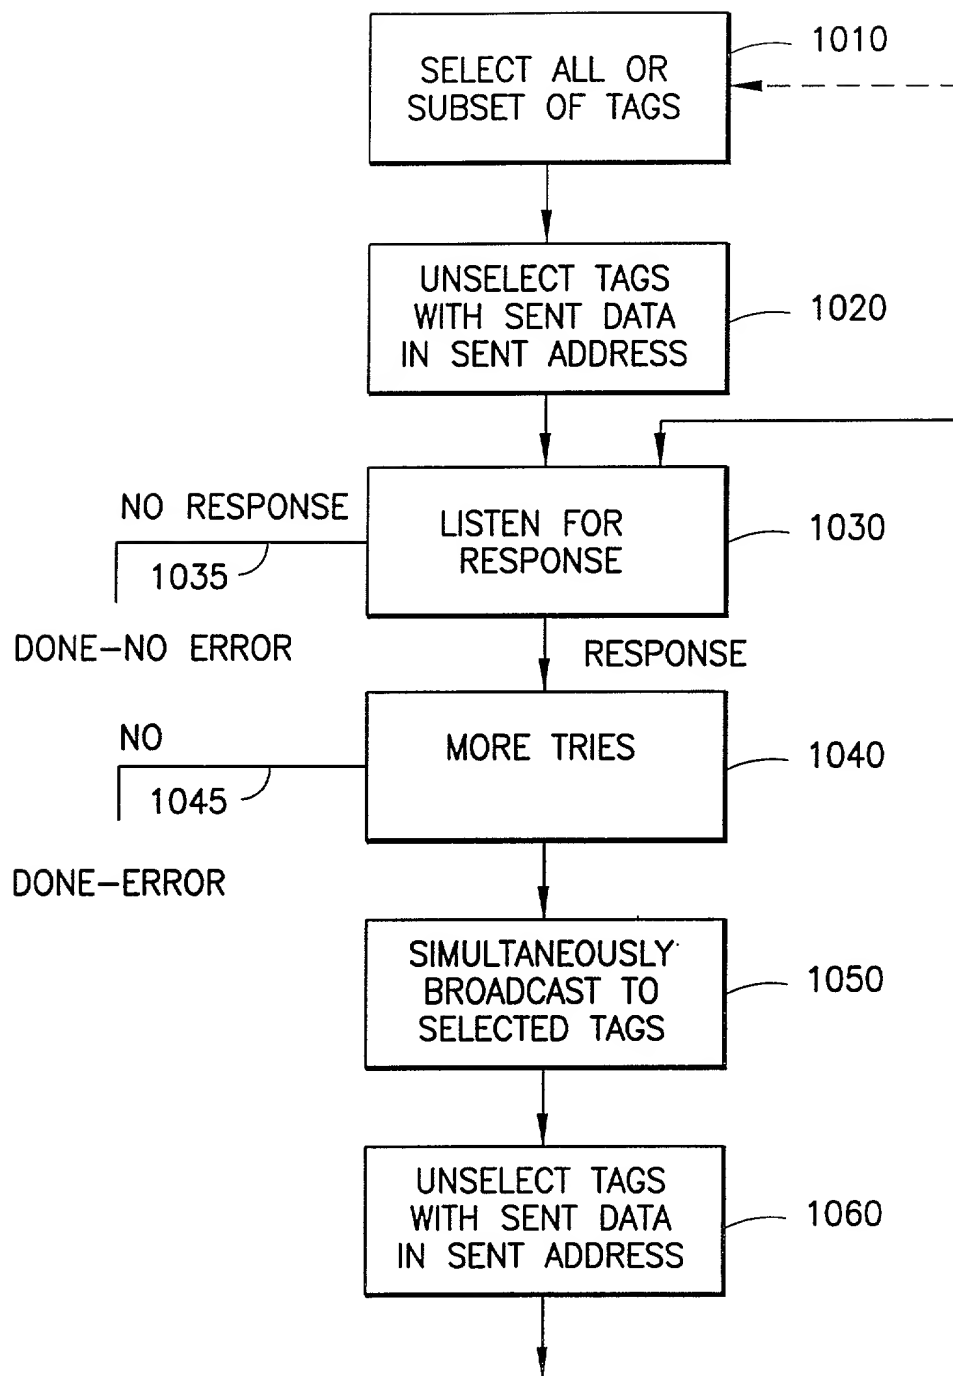 SELECT ALL OR
SUBSET OF TAGS
1010
UNSELECT TAGS
WITH SENT DATA
IN SENT ADDRESS
1020
NO RESPONSE
1035
DONE-NO ERROR
LISTEN FOR
RESPONSE
1030
RESPONSE
NO
1045
DONE-ERROR
MORE TRIES
1040
SIMULTANEOUSLY
BROADCAST TO
SELECTED TAGS
1050
UNSELECT TAGS
WITH SENT DATA
IN SENT ADDRESS
1060